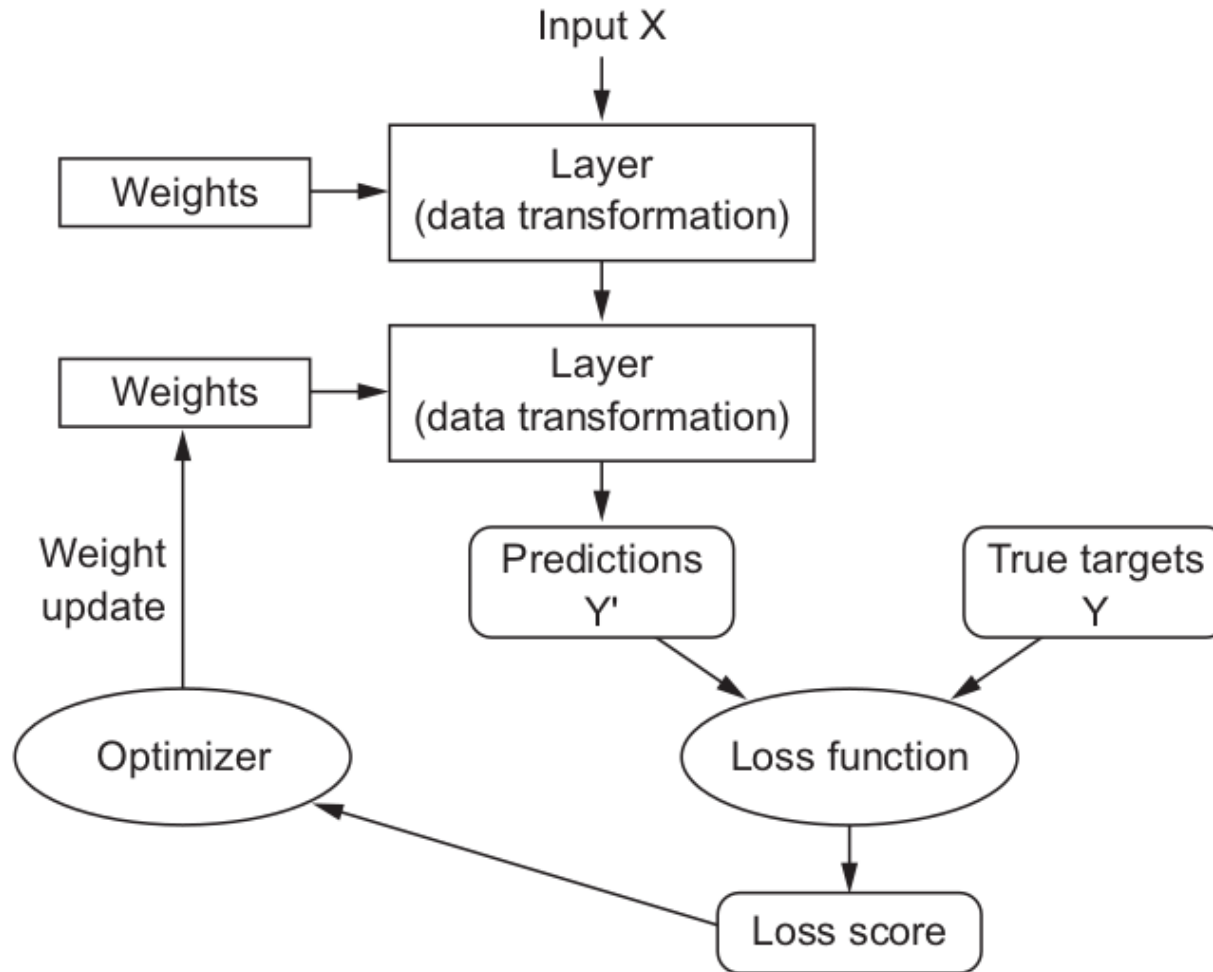 Input X
Weights
Layer
(data transformation)
Weights
Layer
(data transformation)
Weight
update
Predictions
Y'
True targets
Y
Optimizer
Loss function
Loss score